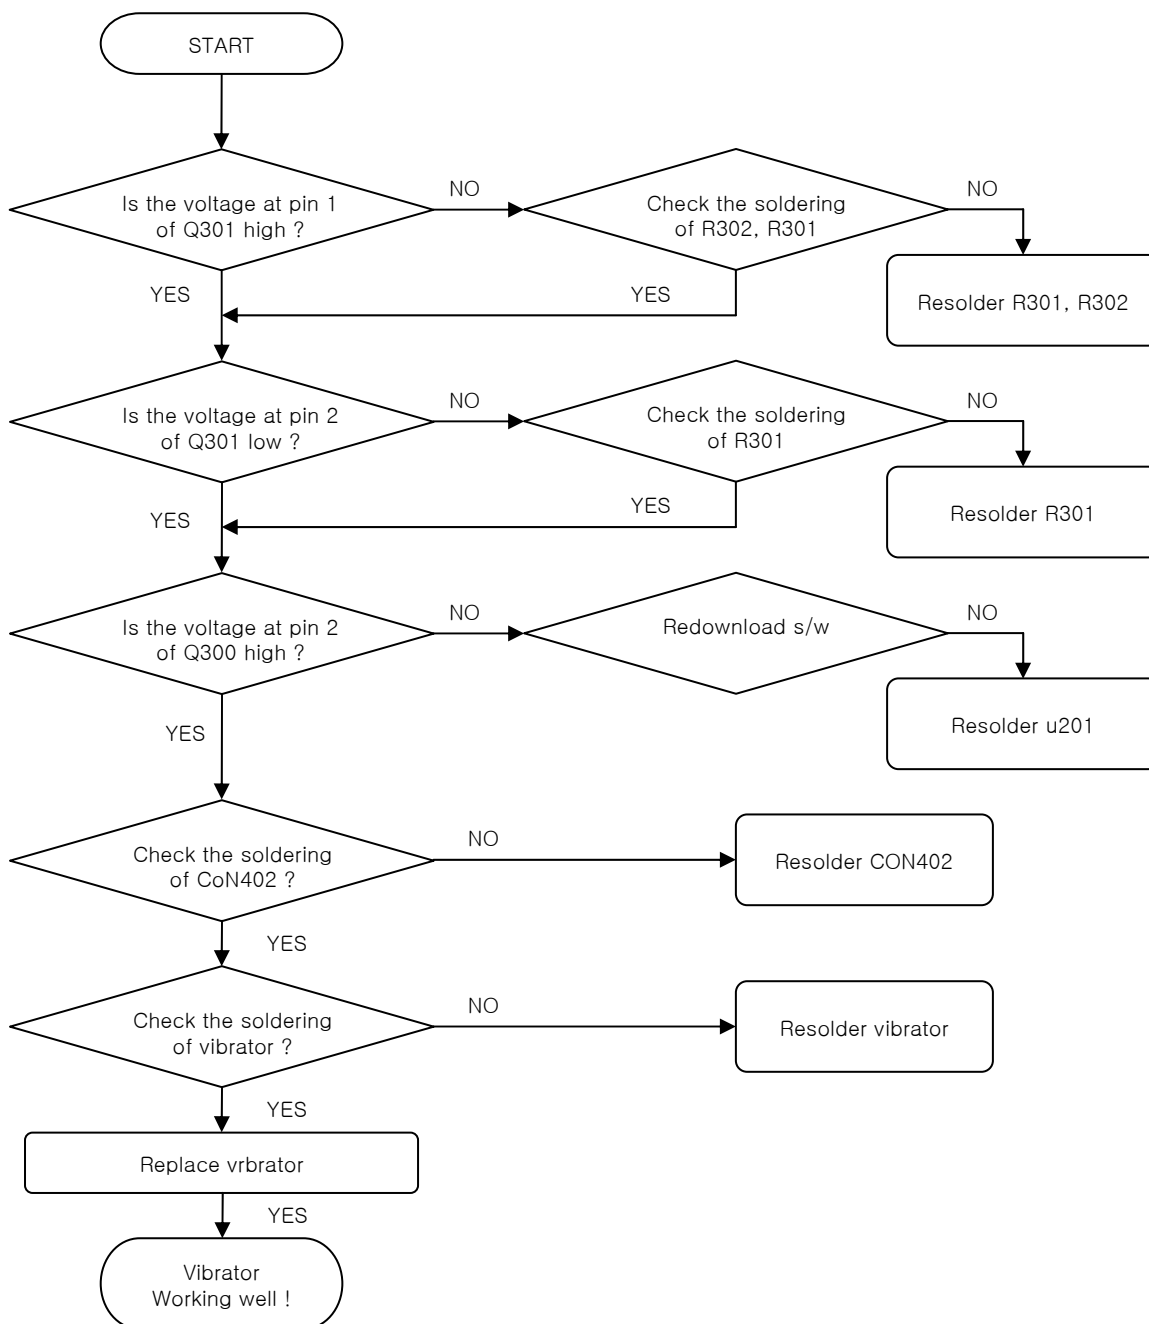 START
Is the voltage at pin 1
of Q301 high ?
NO
Check the soldering
of R302, R301
NO
Resolder R301, R302
YES
YES
Is the voltage at pin 2
of Q301 low ?
NO
Check the soldering
of R301
NO
Resolder R301
YES
YES
Is the voltage at pin 2
of Q300 high ?
NO
Redownload s/w
NO
Resolder u201
YES
Check the soldering
of CoN402 ?
NO
Resolder CON402
YES
Check the soldering
of vibrator ?
NO
Resolder vibrator
YES
Replace vrbrator
YES
Vibrator
Working well !